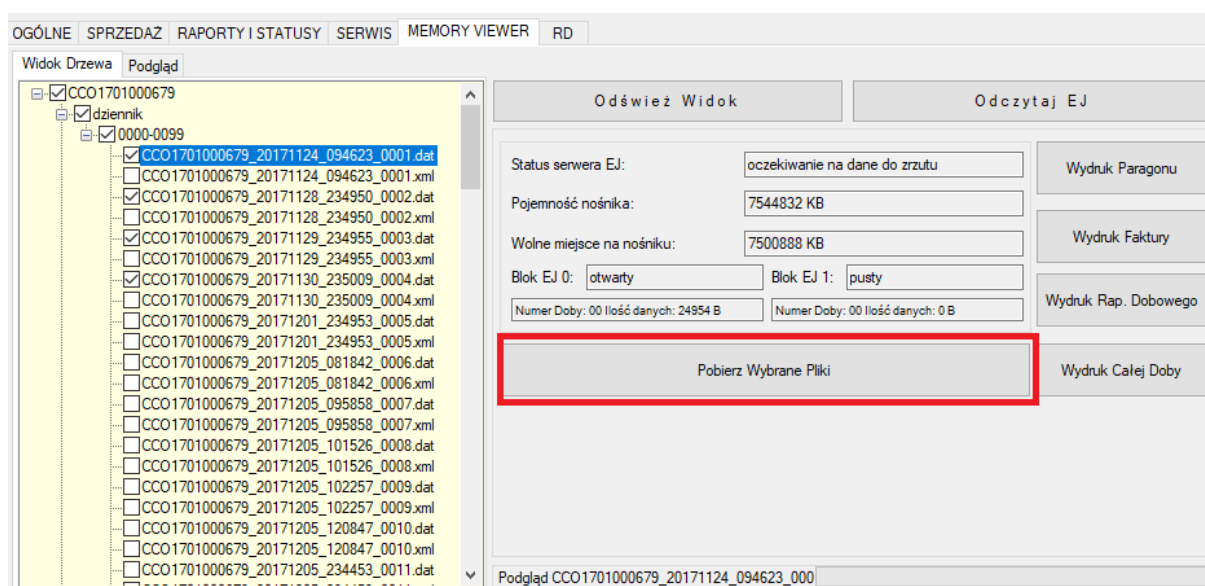 OGÓLNE SPRZEDAŻ RAPORTY I STATUSY SERWIS MEMORY VIEWER RD
Widok Drzewa Podgląd
CCO1701000679
dziennik
0000-0099
CCO1701000679_20171124_094623_0001.dat
CCO1701000679_20171124_094623_0001.xml
CCO1701000679_20171128_234950_0002.dat
CCO1701000679_20171128_234950_0002.xml
CCO1701000679_20171129_234955_0003.dat
CCO1701000679_20171129_234955_0003.xml
CCO1701000679_20171130_235009_0004.dat
CCO1701000679_20171130_235009_0004.xml
CCO1701000679_20171201_234953_0005.dat
CCO1701000679_20171201_234953_0005.xml
CCO1701000679_20171205_081842_0006.dat
CCO1701000679_20171205_081842_0006.xml
CCO1701000679_20171205_095858_0007.dat
CCO1701000679_20171205_095858_0007.xml
CCO1701000679_20171205_101526_0008.dat
CCO1701000679_20171205_101526_0008.xml
CCO1701000679_20171205_102257_0009.dat
CCO1701000679_20171205_102257_0009.xml
CCO1701000679_20171205_120847_0010.dat
CCO1701000679_20171205_120847_0010.xml
CCO1701000679_20171205_234453_0011.dat
Odśwież Widok
Odczytaj EJ
Status serwera EJ: oczekiwanie na dane do zrzutu
Pojemność nośnika: 7544832 KB
Wolne miejsce na nośniku: 7500888 KB
Blok EJ 0: otwarty Blok EJ 1: pusty
Numer Doby: 00 Ilość danych: 24954 B Numer Doby: 00 Ilość danych: 0 B
Pobierz Wybrane Pliki
Wydruk Paragonu
Wydruk Faktury
Wydruk Rap. Dobowego
Wydruk Całej Doby
Podgląd CCO1701000679_20171124_094623_000